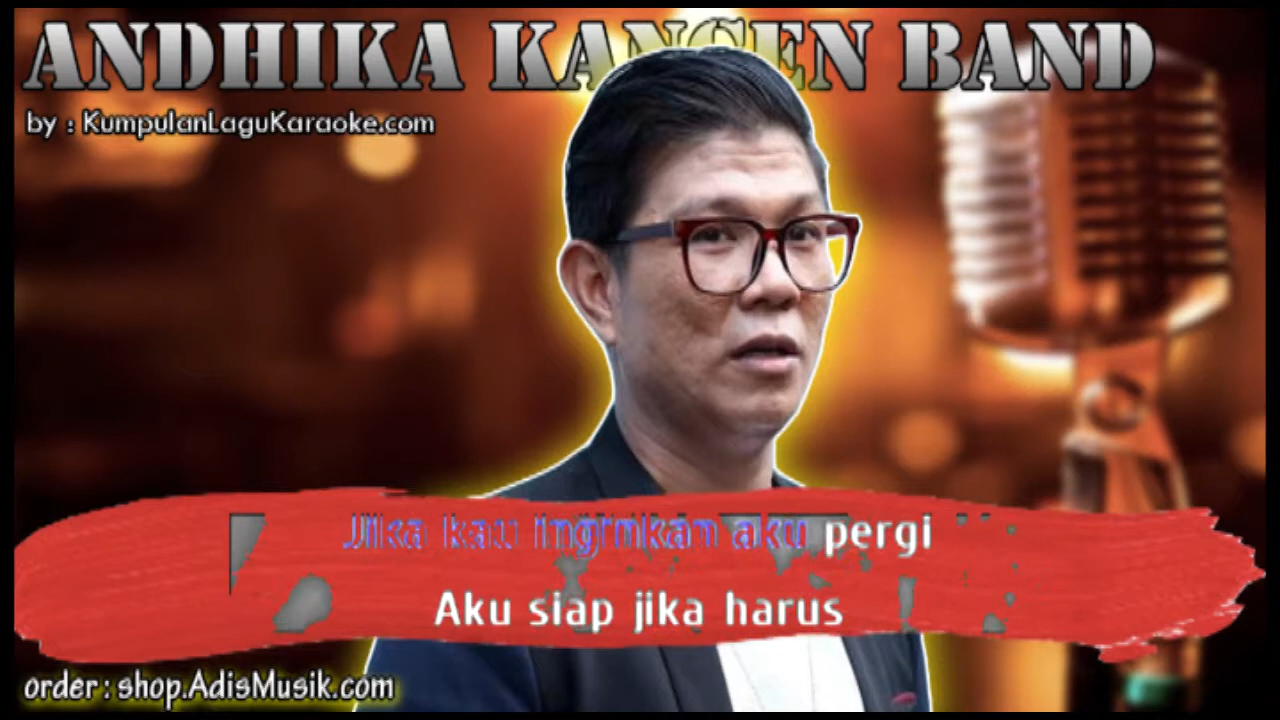 ANDHIKA KANGEN BAND
by : KumpulanLaguKaraoke.com
Jika kau inginkan aku pergi
Aku siap jika harus
order : shop.AdisMusik.com